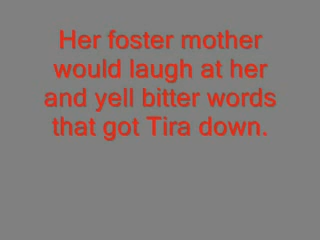 Her foster mother
would laugh at her
and yell bitter words
that got Tira down.